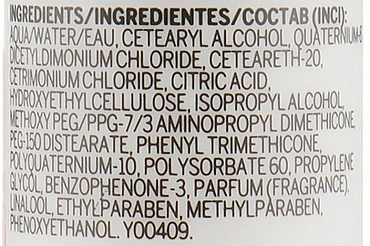 INGREDIENTS/INGREDIENTES/COCTAB (INCI):
AQUA/WATER/EAU, CETEARYL ALCOHOL,
DICETYLDIMONIUM CHLORIDE, CETEARETH-20,
CETRIMONIUM CHLORIDE, CITRIC ACID,
HYDROXYETHYLCELLULOSE, ISOPROPYL ALCOHOL,
METHOXY PEG/PPG-7/3 AMINOPROPYL DIMETHICONE,
PEG-150 DISTEARATE, PHENYL TRIMETHICONE,
POLYQUATERNIUM-10, POLYSORBATE 60, PROPYLENE
GLYCOL, BENZOPHENONE-3, PARFUM (FRAGRANCE),
LINALOOL, ETHYLPARABEN, METHYLPARABEN,
PHENOXYETHANOL. Y00409.